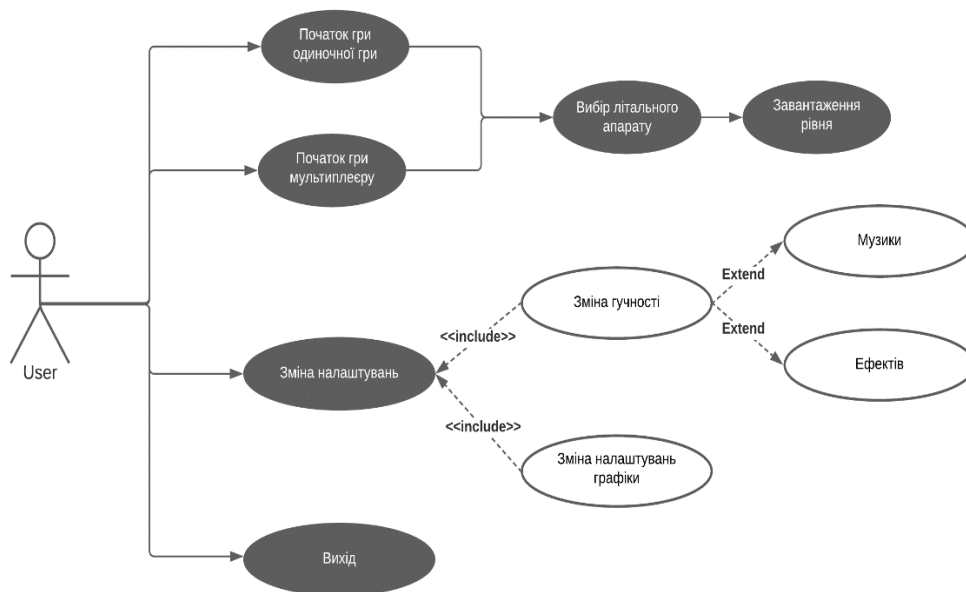 Початок гри
одиночної гри
Вибір літального
апарату
Завантаження
рівня
Початок гри
мультиплеєру
Музики
Extend
Зміна гучності
Extend
<<include>>
Ефектів
User
Зміна налаштувань
<<include>>
Зміна налаштувань
графіки
Вихід